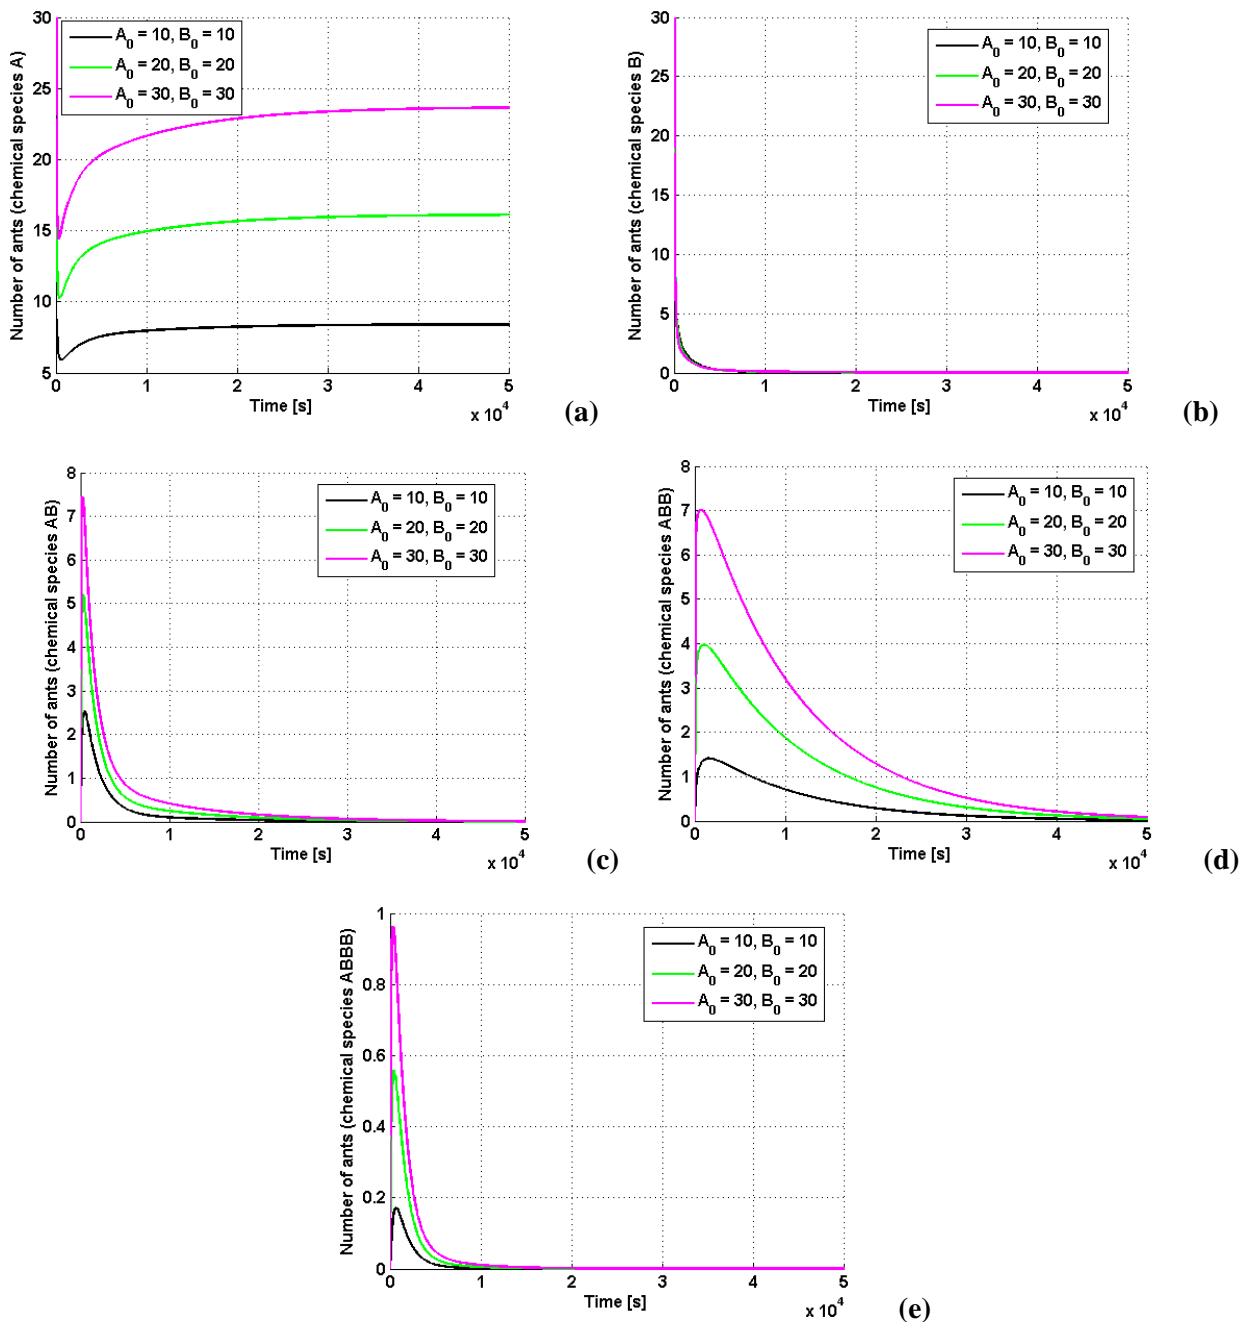 Number of ants (chemical species A)
30
25
20
15
10
5
A0 = 10, B0 = 10
A0 = 20, B0 = 20
A0 = 30, B0 = 30
0 1 2 3 4 5
Time [s]
x 10^4
(a)
Number of ants (chemical species B)
30
25
20
15
10
5
0
A0 = 10, B0 = 10
A0 = 20, B0 = 20
A0 = 30, B0 = 30
0 1 2 3 4 5
Time [s]
x 10^4
(b)
Number of ants (chemical species AB)
8
7
6
5
4
3
2
1
0
A0 = 10, B0 = 10
A0 = 20, B0 = 20
A0 = 30, B0 = 30
0 1 2 3 4 5
Time [s]
x 10^4
(c)
Number of ants (chemical species ABB)
8
7
6
5
4
3
2
1
0
A0 = 10, B0 = 10
A0 = 20, B0 = 20
A0 = 30, B0 = 30
0 1 2 3 4 5
Time [s]
x 10^4
(d)
Number of ants (chemical species ABBB)
1
0.8
0.6
0.4
0.2
0
A0 = 10, B0 = 10
A0 = 20, B0 = 20
A0 = 30, B0 = 30
0 1 2 3 4 5
Time [s]
x 10^4
(e)